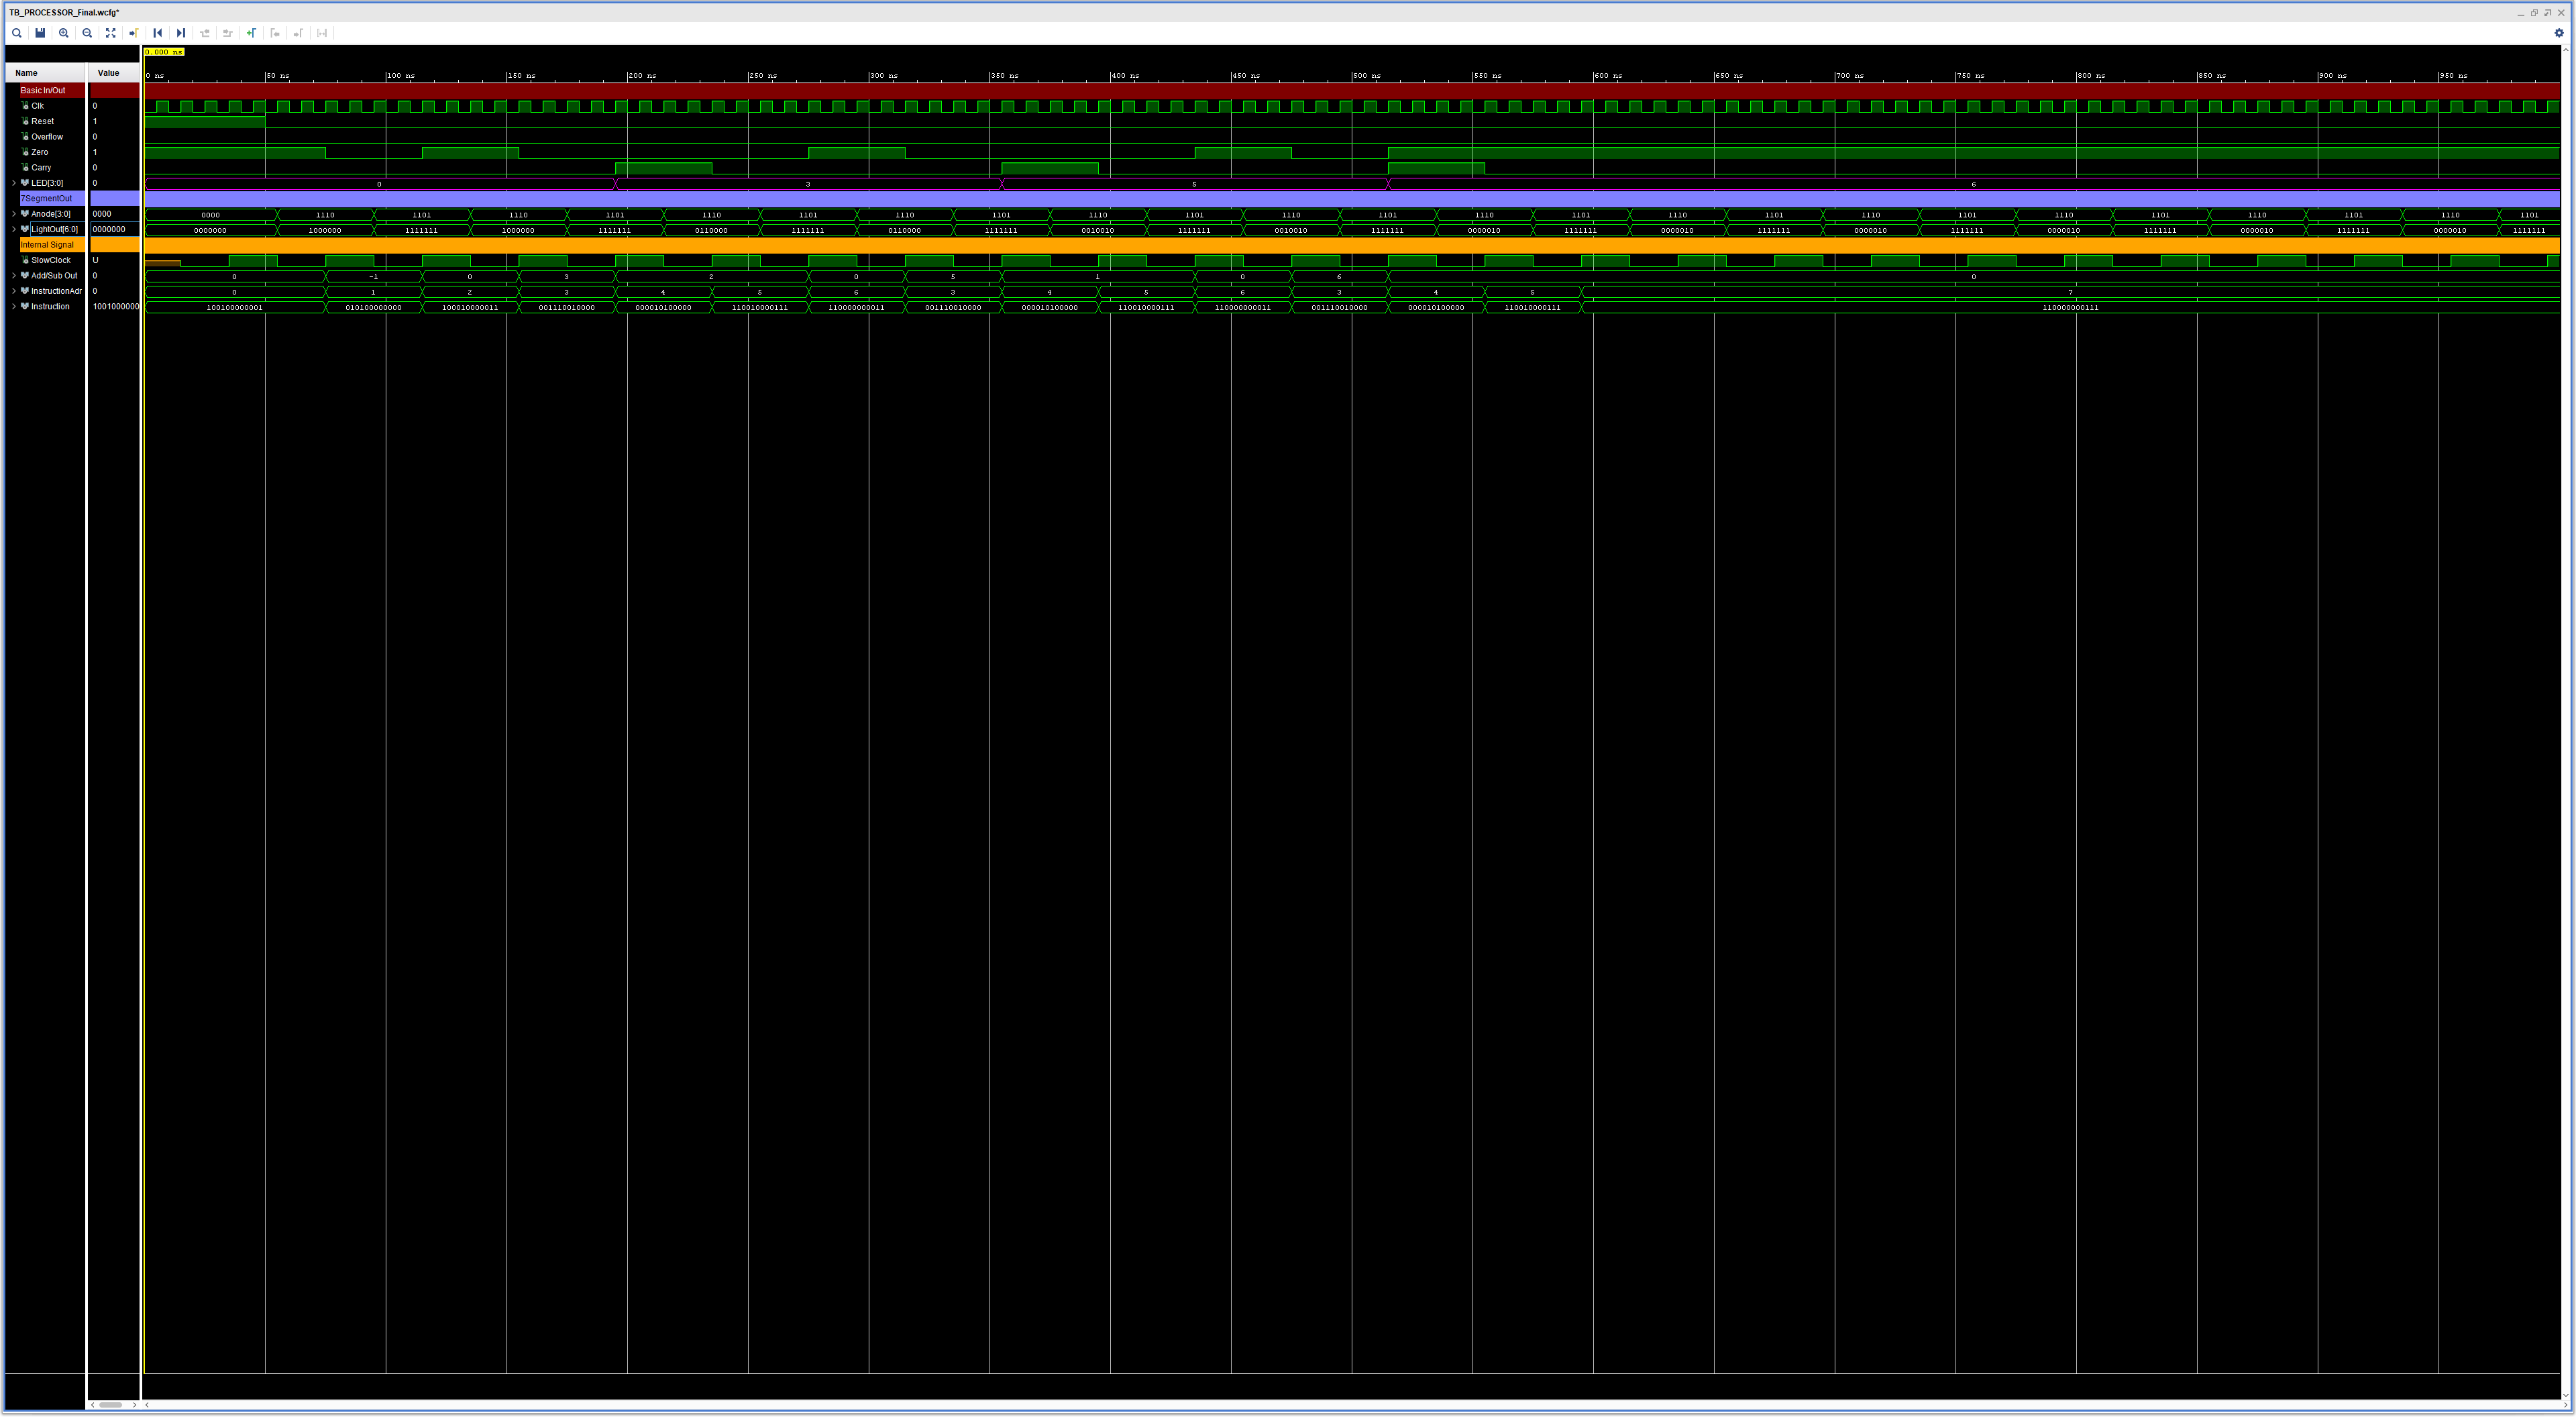 TB_PROCESSOR_Final.wcfg*
0.000 ns
Name Value 0 ns 50 ns 100 ns 150 ns 200 ns 250 ns 300 ns 350 ns 400 ns 450 ns 500 ns 550 ns 600 ns 650 ns 700 ns 750 ns 800 ns 850 ns 900 ns 950 ns
Basic In/Out
Clk 0
Reset 1
Overflow 0
Zero 1
Carry 0
LED[3:0] 0 0 3 5 6
7SegmentOut
Anode[3:0] 0000 0000 1110 1101 1110 1101 1110 1101 1110 1101 1110 1101 1110 1101 1110 1101 1110 1101 1110 1101 1110 1101 1110 1101 1110 1101
LightOut[6:0] 0000000 0000000 1000000 1111111 1000000 1111111 0110000 1111111 0110000 1111111 0010010 1111111 0010010 1111111 0000010 1111111 0000010 1111111 0000010 1111111 0000010 1111111 0000010 1111111 0000010 1111111
Internal Signal
SlowClock U
Add/Sub Out 0 0 -1 0 3 2 0 5 1 0 6 0
InstructionAdr 0 0 1 2 3 4 5 6 3 4 5 6 3 4 5 7
Instruction 1001000000 100100000001 010100000000 100010000011 001110010000 000010100000 110010000111 110000000011 001110010000 000010100000 110010000111 110000000011 001110010000 000010100000 110010000111 110000000111